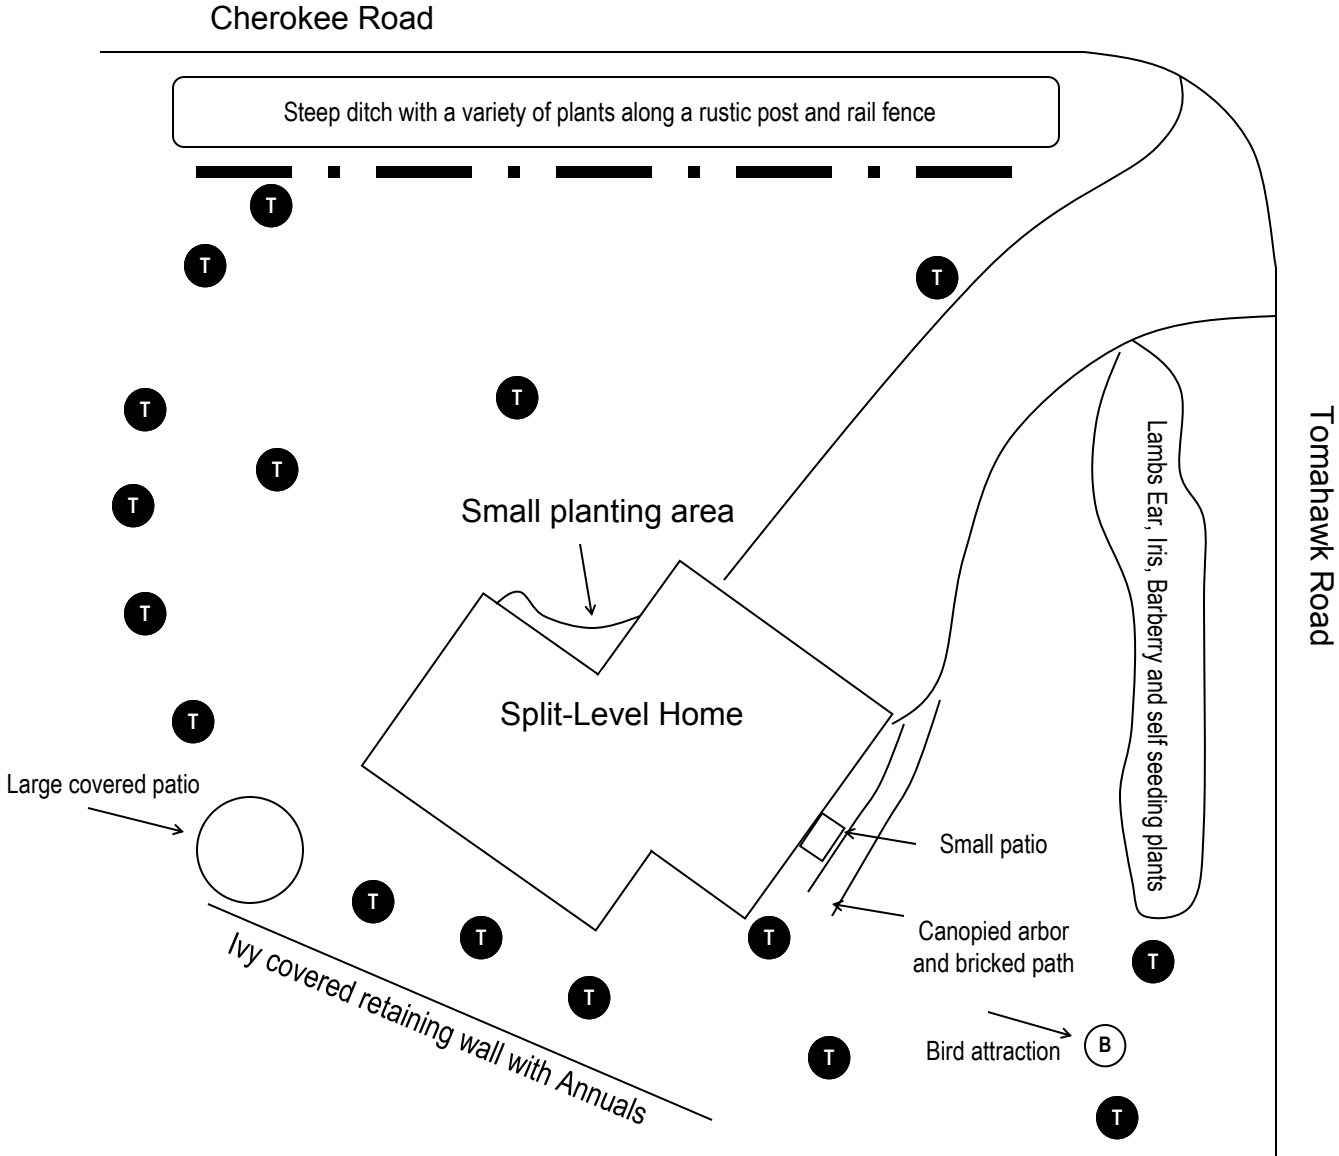 Cherokee Road
Steep ditch with a variety of plants along a rustic post and rail fence
T
T
T
T
T
T
T
Small planting area
Tomahawk Road
Lambs Ear, Iris, Barberry and self seeding plants
T
Split-Level Home
T
Large covered patio
Small patio
T
Canopied arbor
and bricked path
T
T
T
T
Ivy covered retaining wall with Annuals
T
B
Bird attraction
T
T